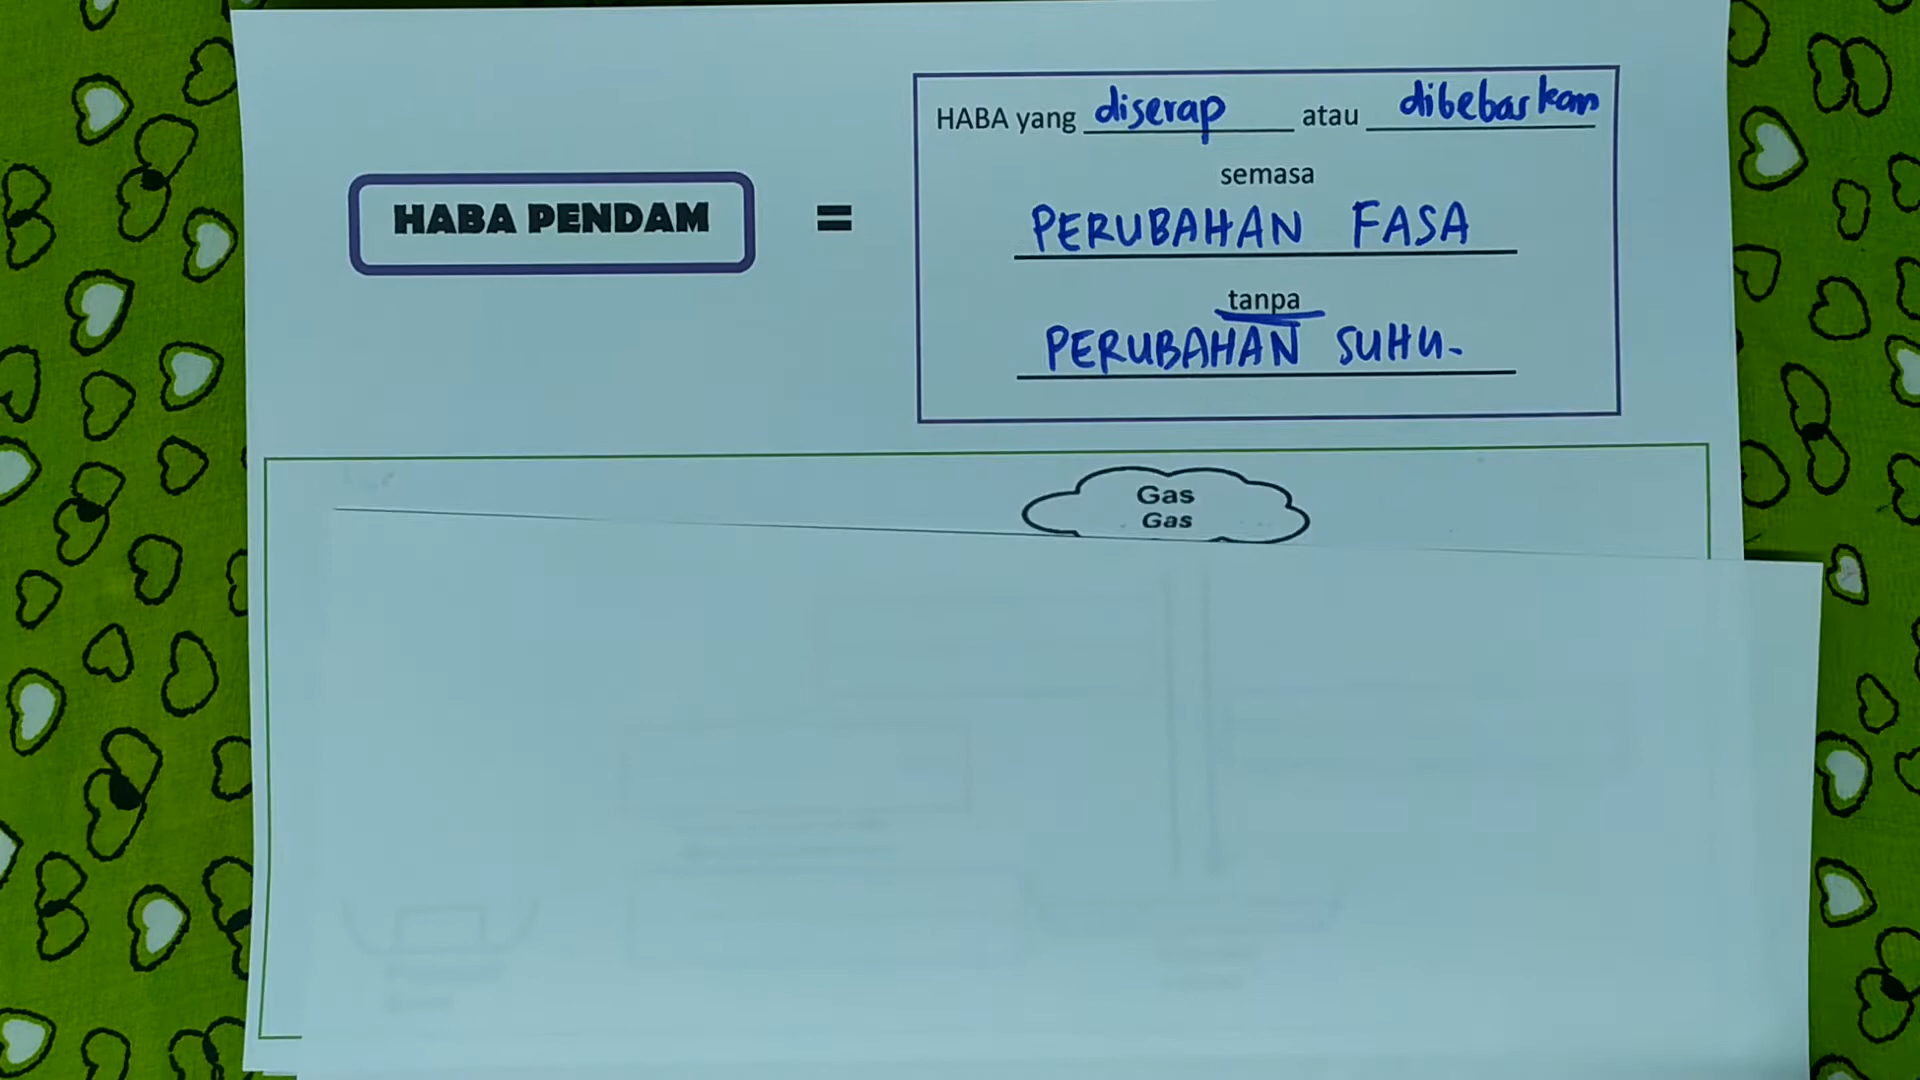 HABA PENDAM
=
HABA yang diserap atau dibebaskan
semasa
PERUBAHAN FASA
tanpa
PERUBAHAN SUHU.
Gas
Gas